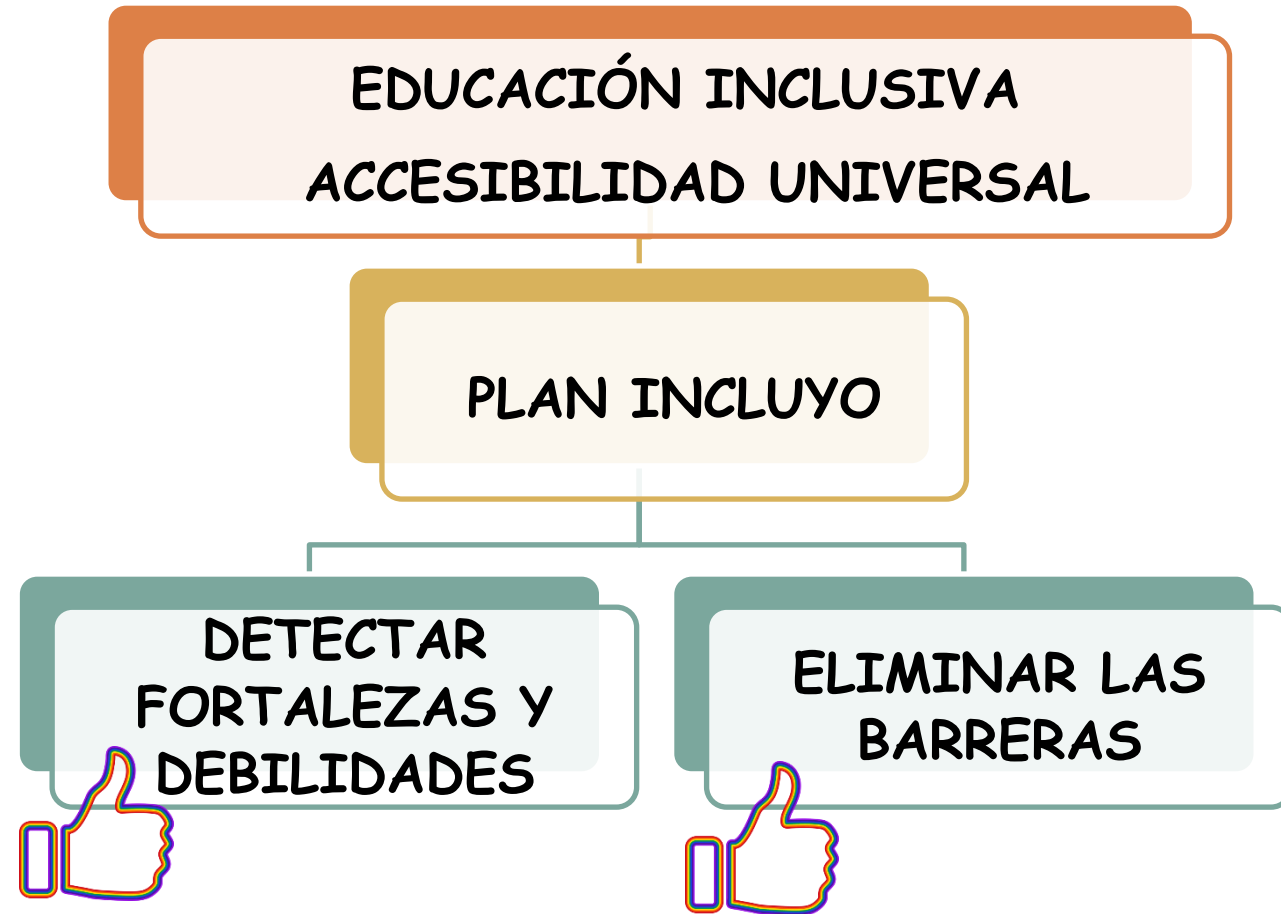 EDUCACIÓN INCLUSIVA
ACCESIBILIDAD UNIVERSAL
PLAN INCLUYO
DETECTAR
FORTALEZAS Y
DEBILIDADES
ELIMINAR LAS
BARRERAS